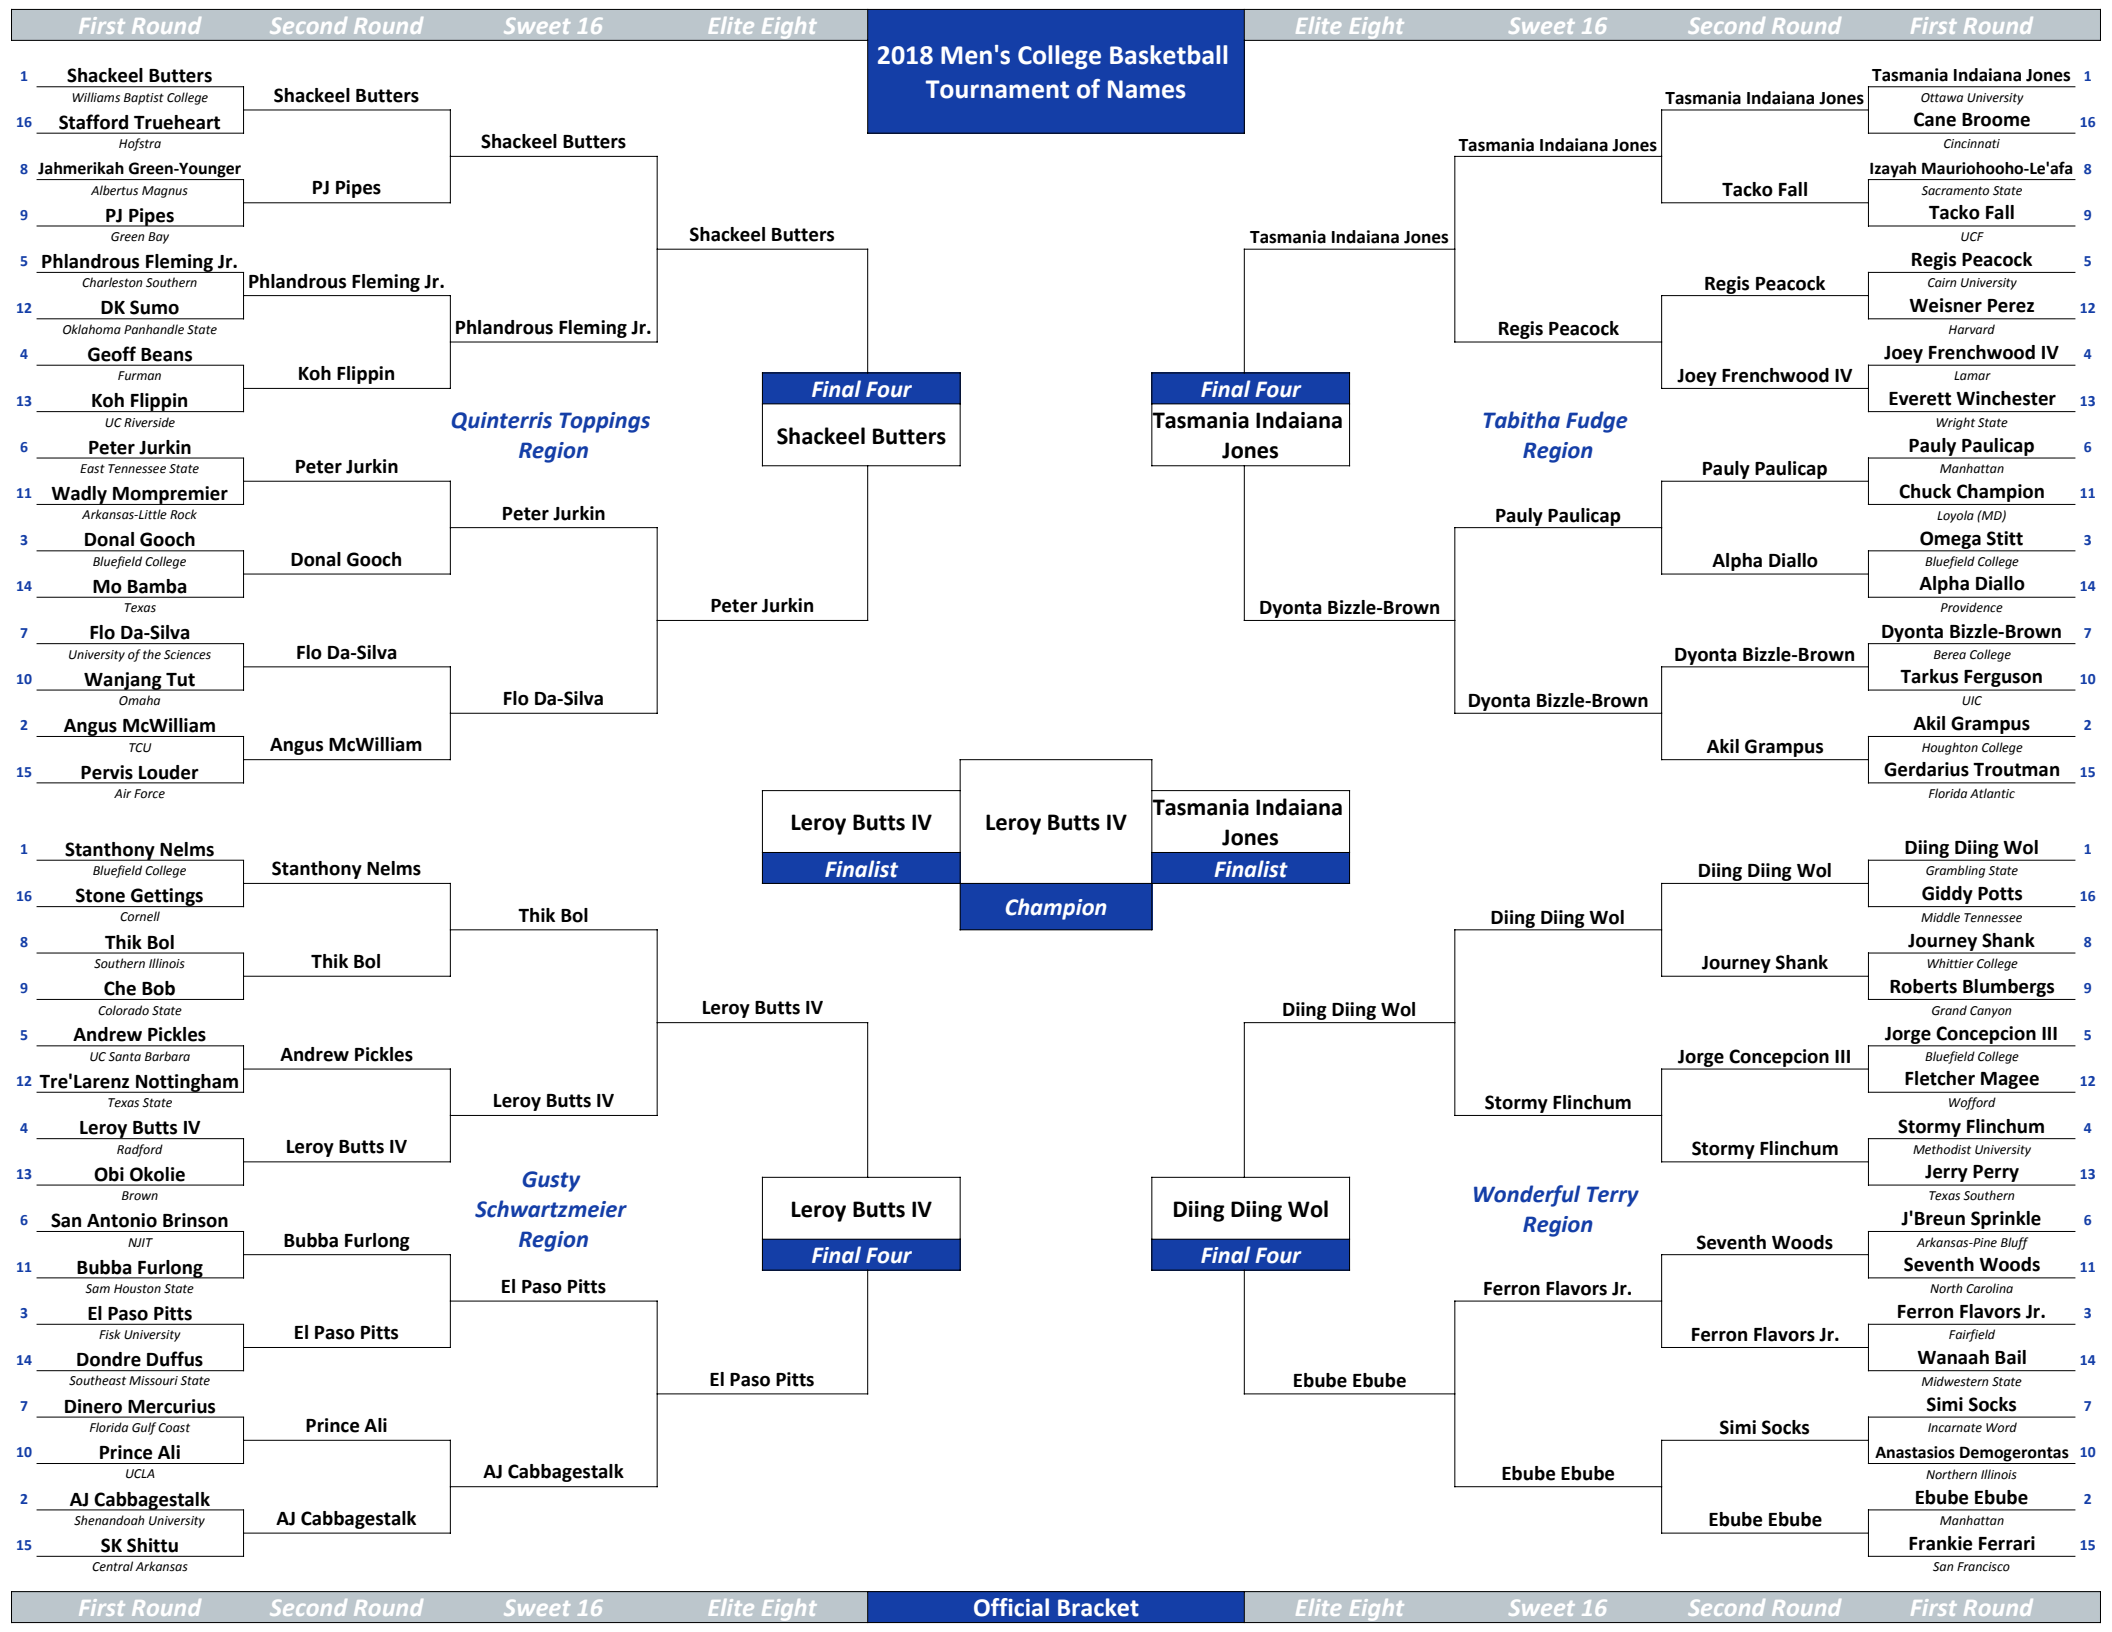 First Round Second Round Sweet 16 Elite Eight Elite Eight Sweet 16 Second Round First Round
2018 Men's College Basketball
Tournament of Names
1 Shackeel Butters
Williams Baptist College
16 Stafford Trueheart
Hofstra
8 Jahmerikah Green-Younger
Albertus Magnus
9 PJ Pipes
Green Bay
5 Phlandrous Fleming Jr.
Charleston Southern
12 DK Sumo
Oklahoma Panhandle State
4 Geoff Beans
Furman
13 Koh Flippin
UC Riverside
6 Peter Jurkin
East Tennessee State
11 Wadly Mompremier
Arkansas-Little Rock
3 Donal Gooch
Bluefield College
14 Mo Bamba
Texas
7 Flo Da-Silva
University of the Sciences
10 Wanjang Tut
Omaha
2 Angus McWilliam
TCU
15 Pervis Louder
Air Force
Shackeel Butters
PJ Pipes
Phlandrous Fleming Jr.
Koh Flippin
Peter Jurkin
Donal Gooch
Flo Da-Silva
Angus McWilliam
Shackeel Butters
Phlandrous Fleming Jr.
Quinterris Toppings
Region
Peter Jurkin
Flo Da-Silva
Shackeel Butters
Peter Jurkin
Final Four
Shackeel Butters
Final Four
Tasmania Indaiana
Jones
Tasmania Indaiana Jones
Dyonta Bizzle-Brown
Tasmania Indaiana Jones
Regis Peacock
Tabitha Fudge
Region
Pauly Paulicap
Dyonta Bizzle-Brown
Tasmania Indaiana Jones
Tacko Fall
Regis Peacock
Joey Frenchwood IV
Pauly Paulicap
Alpha Diallo
Dyonta Bizzle-Brown
Akil Grampus
Tasmania Indaiana Jones 1
Ottawa University
Cane Broome 16
Cincinnati
Izayah Mauriohooho-Le'afa 8
Sacramento State
Tacko Fall 9
UCF
Regis Peacock 5
Cairn University
Weisner Perez 12
Harvard
Joey Frenchwood IV 4
Lamar
Everett Winchester 13
Wright State
Pauly Paulicap 6
Manhattan
Chuck Champion 11
Loyola (MD)
Omega Stitt 3
Bluefield College
Alpha Diallo 14
Providence
Dyonta Bizzle-Brown 7
Berea College
Tarkus Ferguson 10
UIC
Akil Grampus 2
Houghton College
Gerdarius Troutman 15
Florida Atlantic
Leroy Butts IV
Finalist
Leroy Butts IV
Champion
Tasmania Indaiana
Jones
Finalist
1 Stanthony Nelms
Bluefield College
16 Stone Gettings
Cornell
8 Thik Bol
Southern Illinois
9 Che Bob
Colorado State
5 Andrew Pickles
UC Santa Barbara
12 Tre'Larenz Nottingham
Texas State
4 Leroy Butts IV
Radford
13 Obi Okolie
Brown
6 San Antonio Brinson
NJIT
11 Bubba Furlong
Sam Houston State
3 El Paso Pitts
Fisk University
14 Dondre Duffus
Southeast Missouri State
7 Dinero Mercurius
Florida Gulf Coast
10 Prince Ali
UCLA
2 AJ Cabbagestalk
Shenandoah University
15 SK Shittu
Central Arkansas
Stanthony Nelms
Thik Bol
Andrew Pickles
Leroy Butts IV
Bubba Furlong
El Paso Pitts
Prince Ali
AJ Cabbagestalk
Thik Bol
Leroy Butts IV
Gusty
Schwartzmeier
Region
El Paso Pitts
AJ Cabbagestalk
Leroy Butts IV
El Paso Pitts
Leroy Butts IV
Final Four
Diing Diing Wol
Final Four
Diing Diing Wol
Ebube Ebube
Diing Diing Wol
Stormy Flinchum
Wonderful Terry
Region
Ferron Flavors Jr.
Ebube Ebube
Diing Diing Wol
Journey Shank
Jorge Concepcion III
Stormy Flinchum
Seventh Woods
Ferron Flavors Jr.
Simi Socks
Ebube Ebube
Diing Diing Wol 1
Grambling State
Giddy Potts 16
Middle Tennessee
Journey Shank 8
Whittier College
Roberts Blumbergs 9
Grand Canyon
Jorge Concepcion III 5
Bluefield College
Fletcher Magee 12
Wofford
Stormy Flinchum 4
Methodist University
Jerry Perry 13
Texas Southern
J'Breun Sprinkle 6
Arkansas-Pine Bluff
Seventh Woods 11
North Carolina
Ferron Flavors Jr. 3
Fairfield
Wanaah Bail 14
Midwestern State
Simi Socks 7
Incarnate Word
Anastasios Demogerontas 10
Northern Illinois
Ebube Ebube 2
Manhattan
Frankie Ferrari 15
San Francisco
First Round Second Round Sweet 16 Elite Eight Official Bracket Elite Eight Sweet 16 Second Round First Round